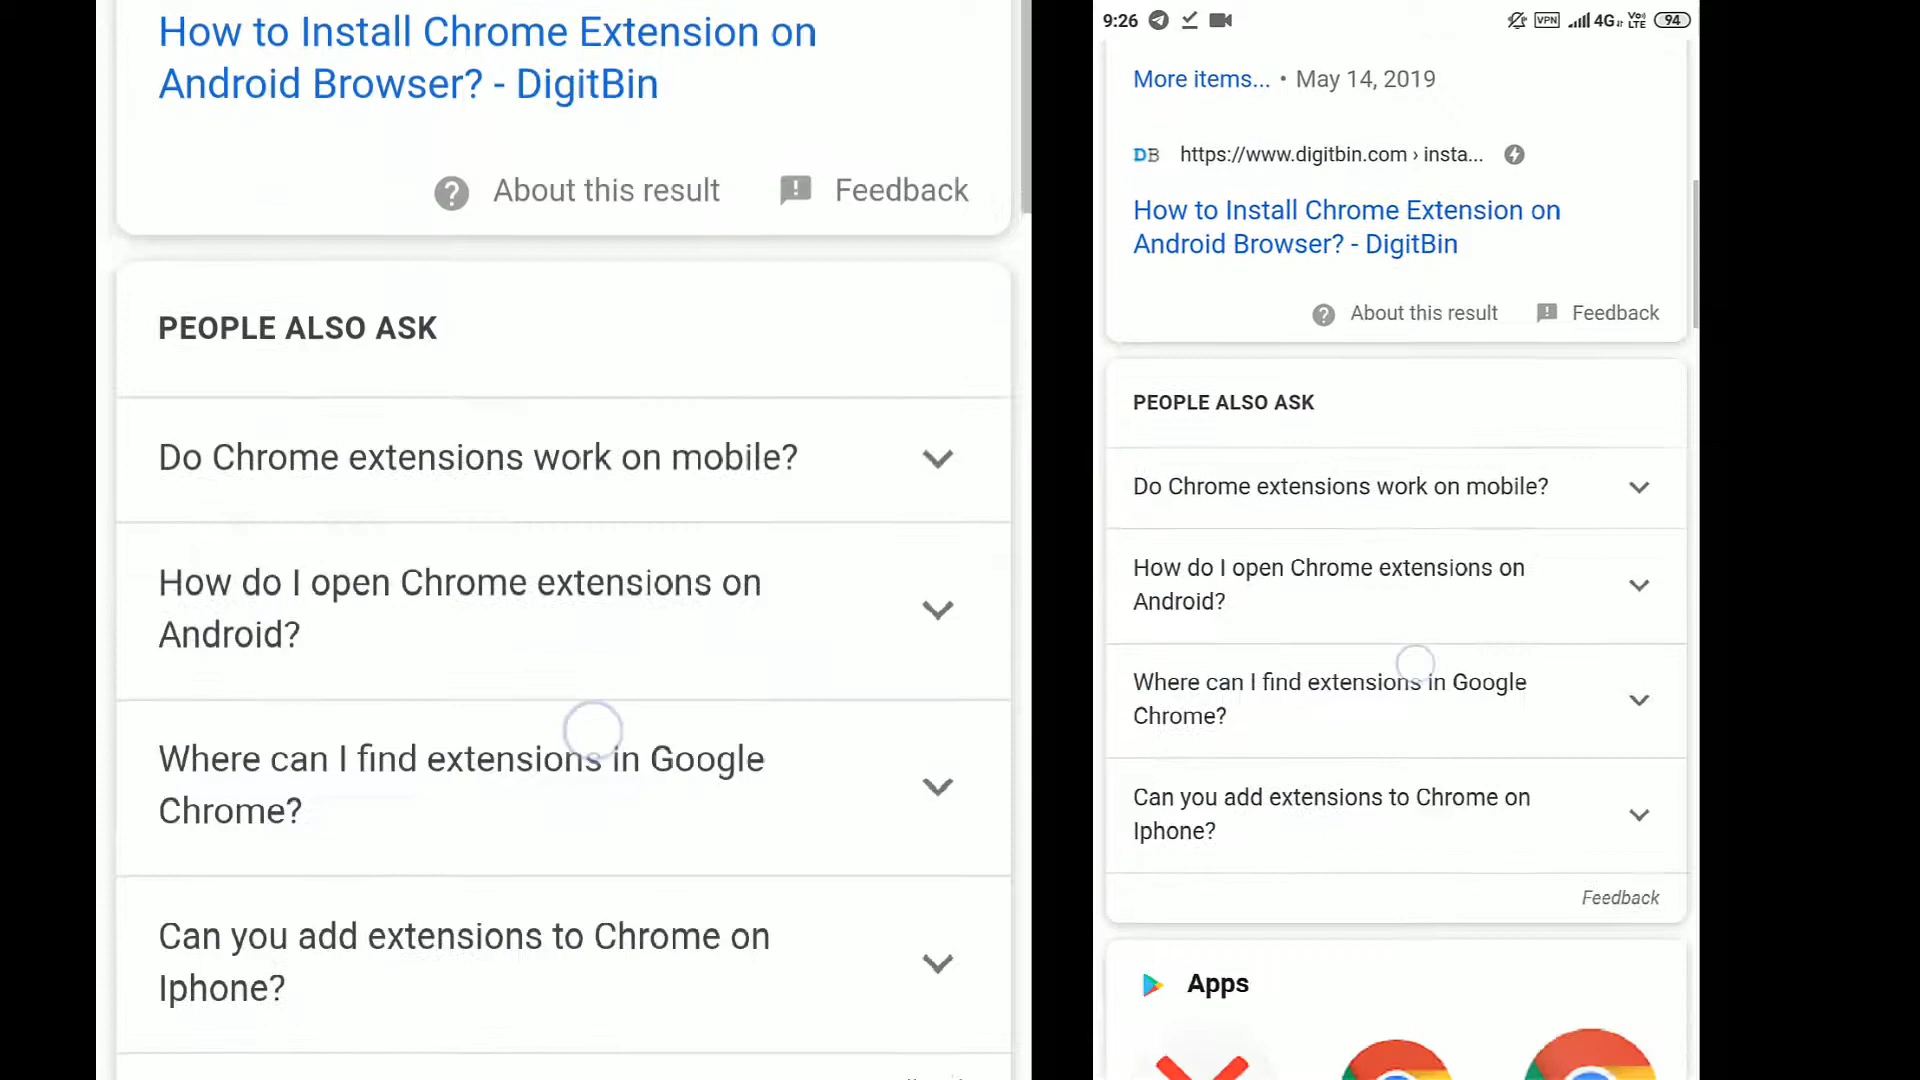 How to Install Chrome Extension on
Android Browser? - DigitBin
About this result
Feedback
PEOPLE ALSO ASK
Do Chrome extensions work on mobile?
How do I open Chrome extensions on
Android?
Where can I find extensions in Google
Chrome?
Can you add extensions to Chrome on
Iphone?
9:26 VPN 4G Vo) LTE 94
More items... • May 14, 2019
DB https://www.digitbin.com › insta...
How to Install Chrome Extension on
Android Browser? - DigitBin
About this result
Feedback
PEOPLE ALSO ASK
Do Chrome extensions work on mobile?
How do I open Chrome extensions on
Android?
Where can I find extensions in Google
Chrome?
Can you add extensions to Chrome on
Iphone?
Feedback
Apps